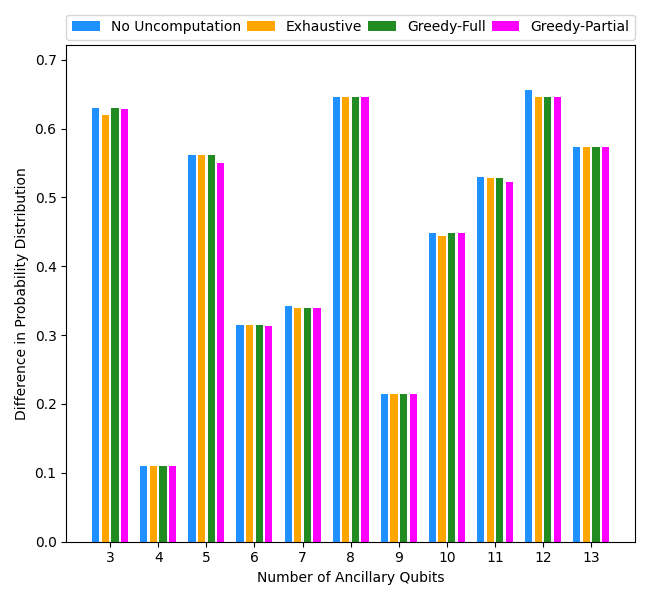 No Uncomputation Exhaustive Greedy-Full Greedy-Partial
0.7
0.6
0.5
0.4
0.3
0.2
0.1
0.0
Difference in Probability Distribution
3 4 5 6 7 8 9 10 11 12 13
Number of Ancillary Qubits